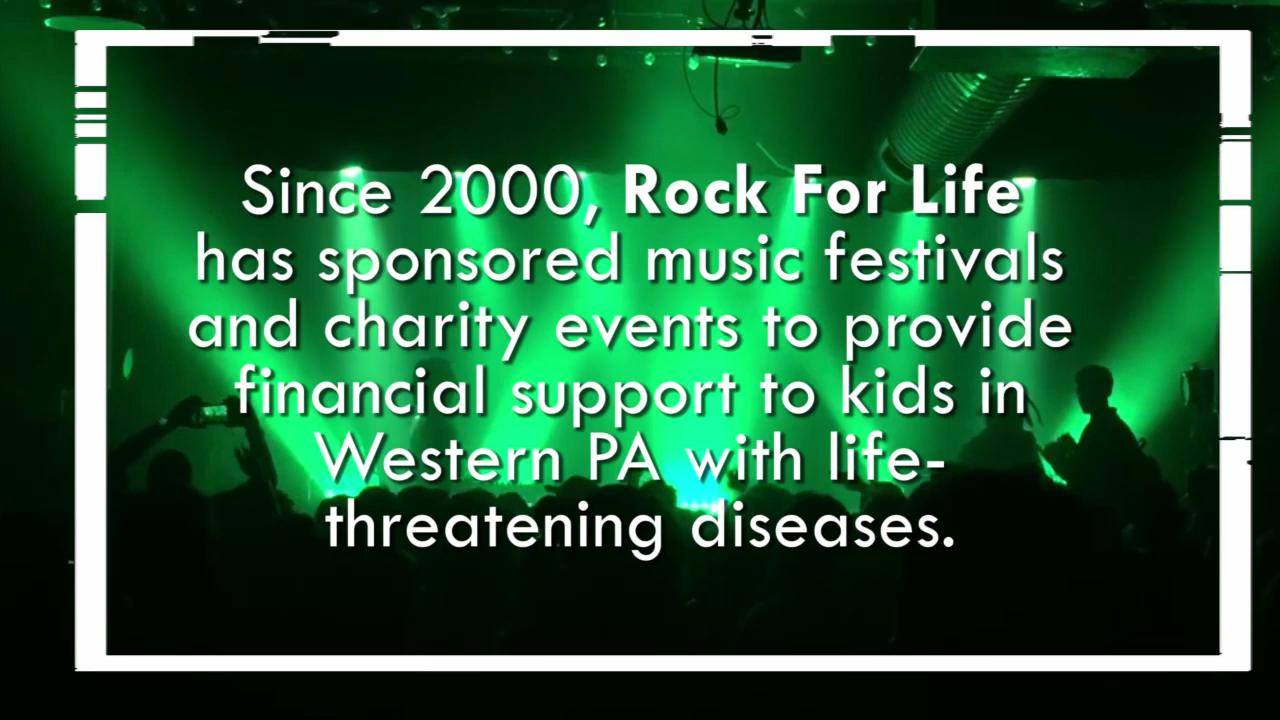 Since 2000, Rock For Life
has sponsored music festivals
and charity events to provide
financial support to kids in
Western PA with life-
threatening diseases.